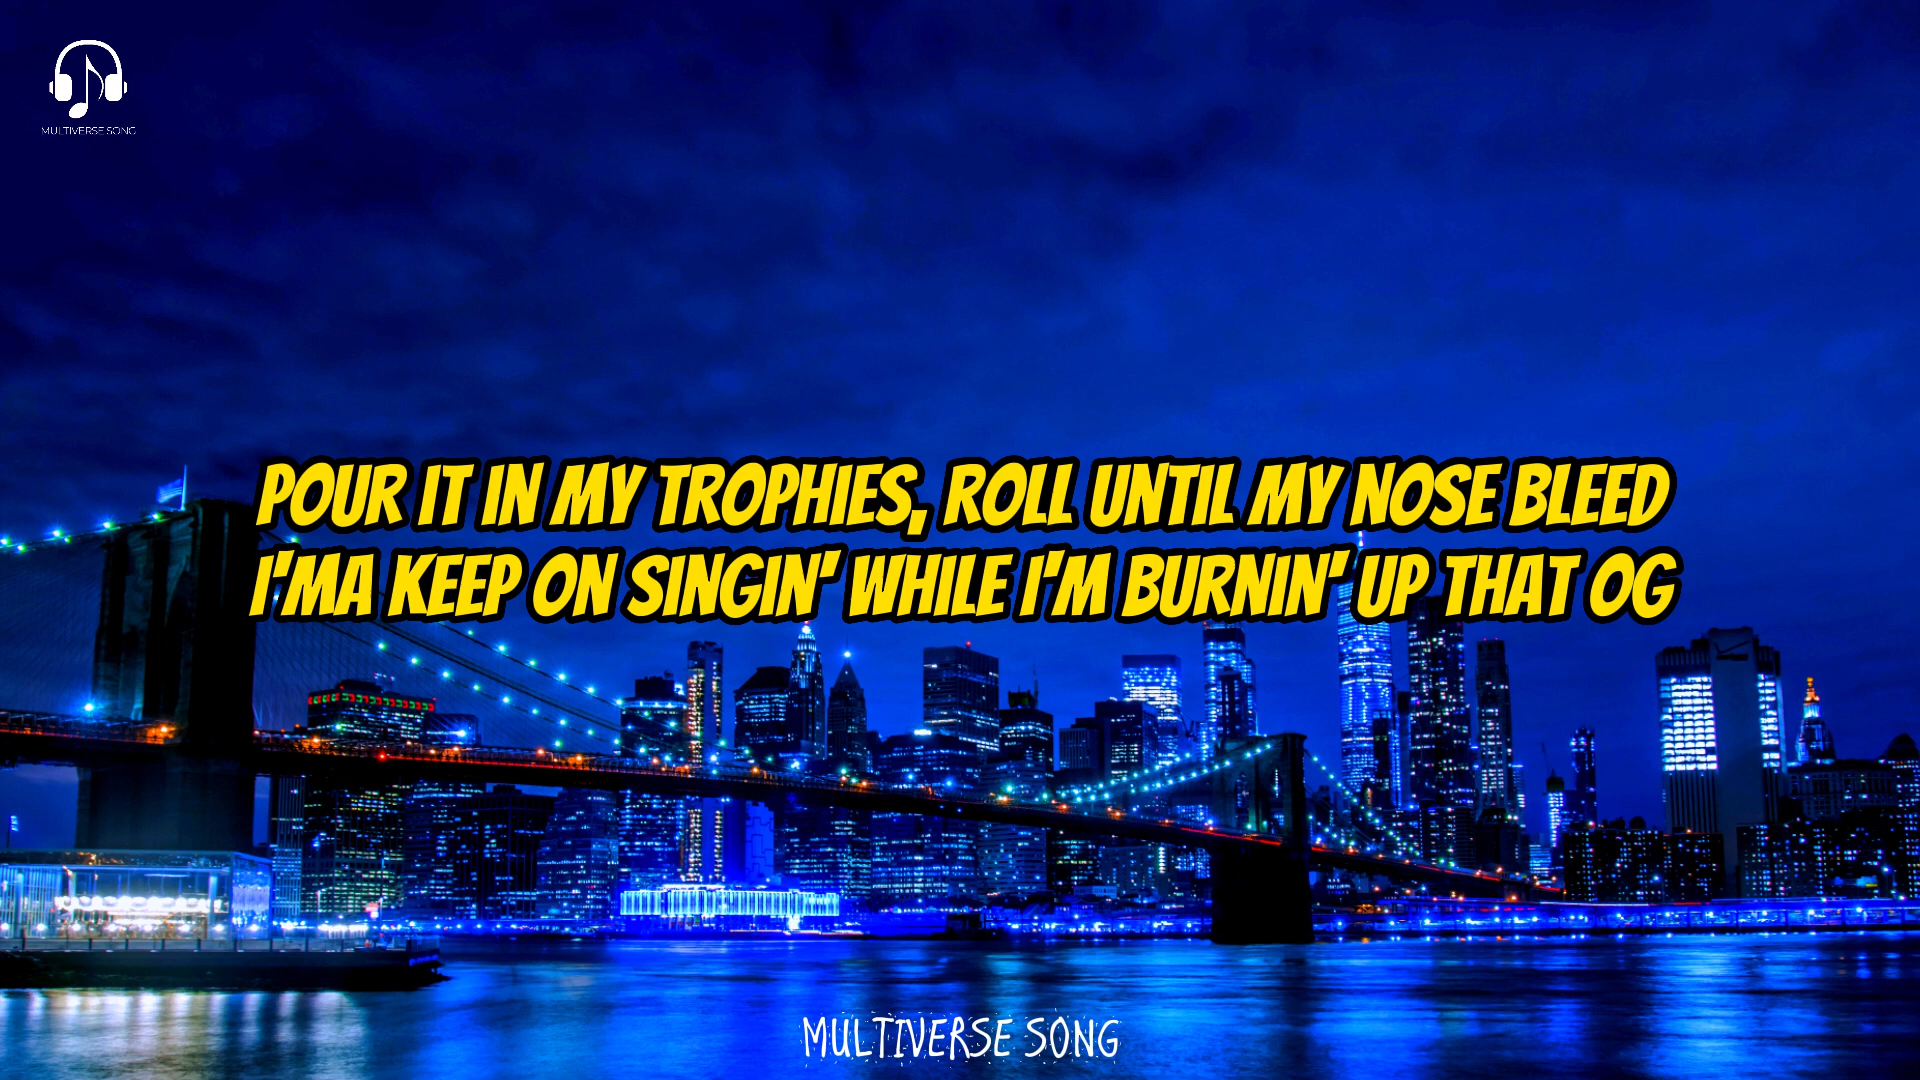 MULTIVERSE SONG
POUR IT IN MY TROPHIES, ROLL UNTIL MY NOSE BLEED
I'MA KEEP ON SINGIN' WHILE I'M BURNIN' UP THAT OG
MULTIVERSE SONG